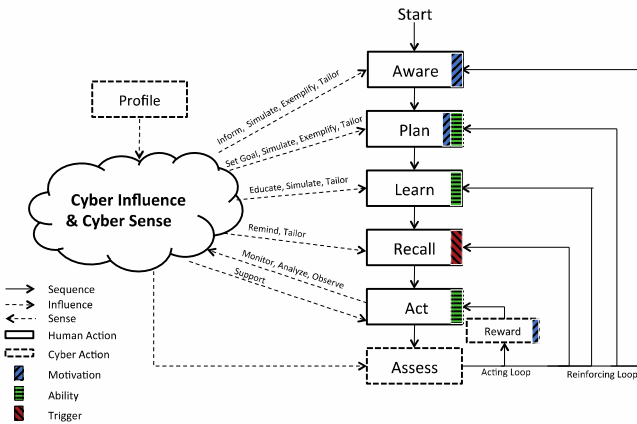 Start
Aware
Profile
Inform, Simulate, Exemplify, Tailor
Plan
Set Goal, Simulate, Exemplify, Tailor
Cyber Influence
& Cyber Sense
Educate, Simulate, Tailor
Learn
Remind, Tailor
Recall
Monitor, Analyze, Observe
Support
Act
Reward
Assess
Acting Loop
Reinforcing Loop
Sequence
Influence
Sense
Human Action
Cyber Action
Motivation
Ability
Trigger